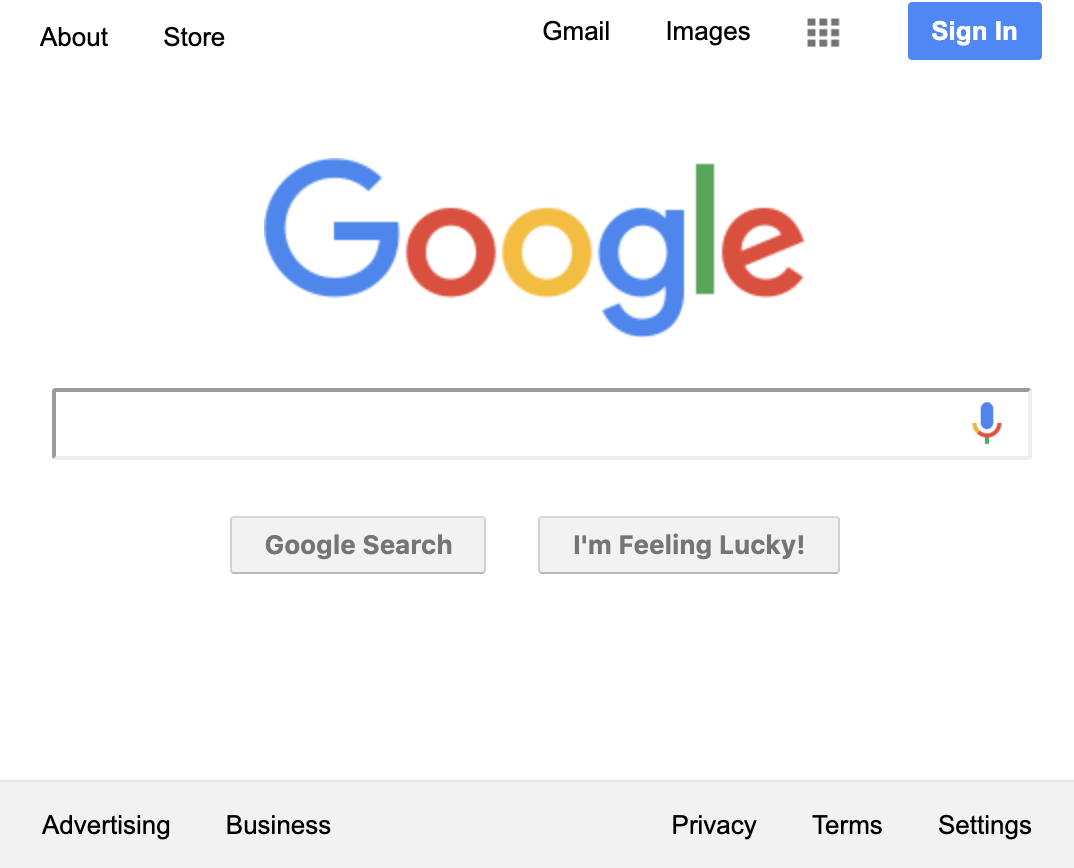 About Store Gmail Images Sign In
Google
Google Search I'm Feeling Lucky!
Advertising Business Privacy Terms Settings